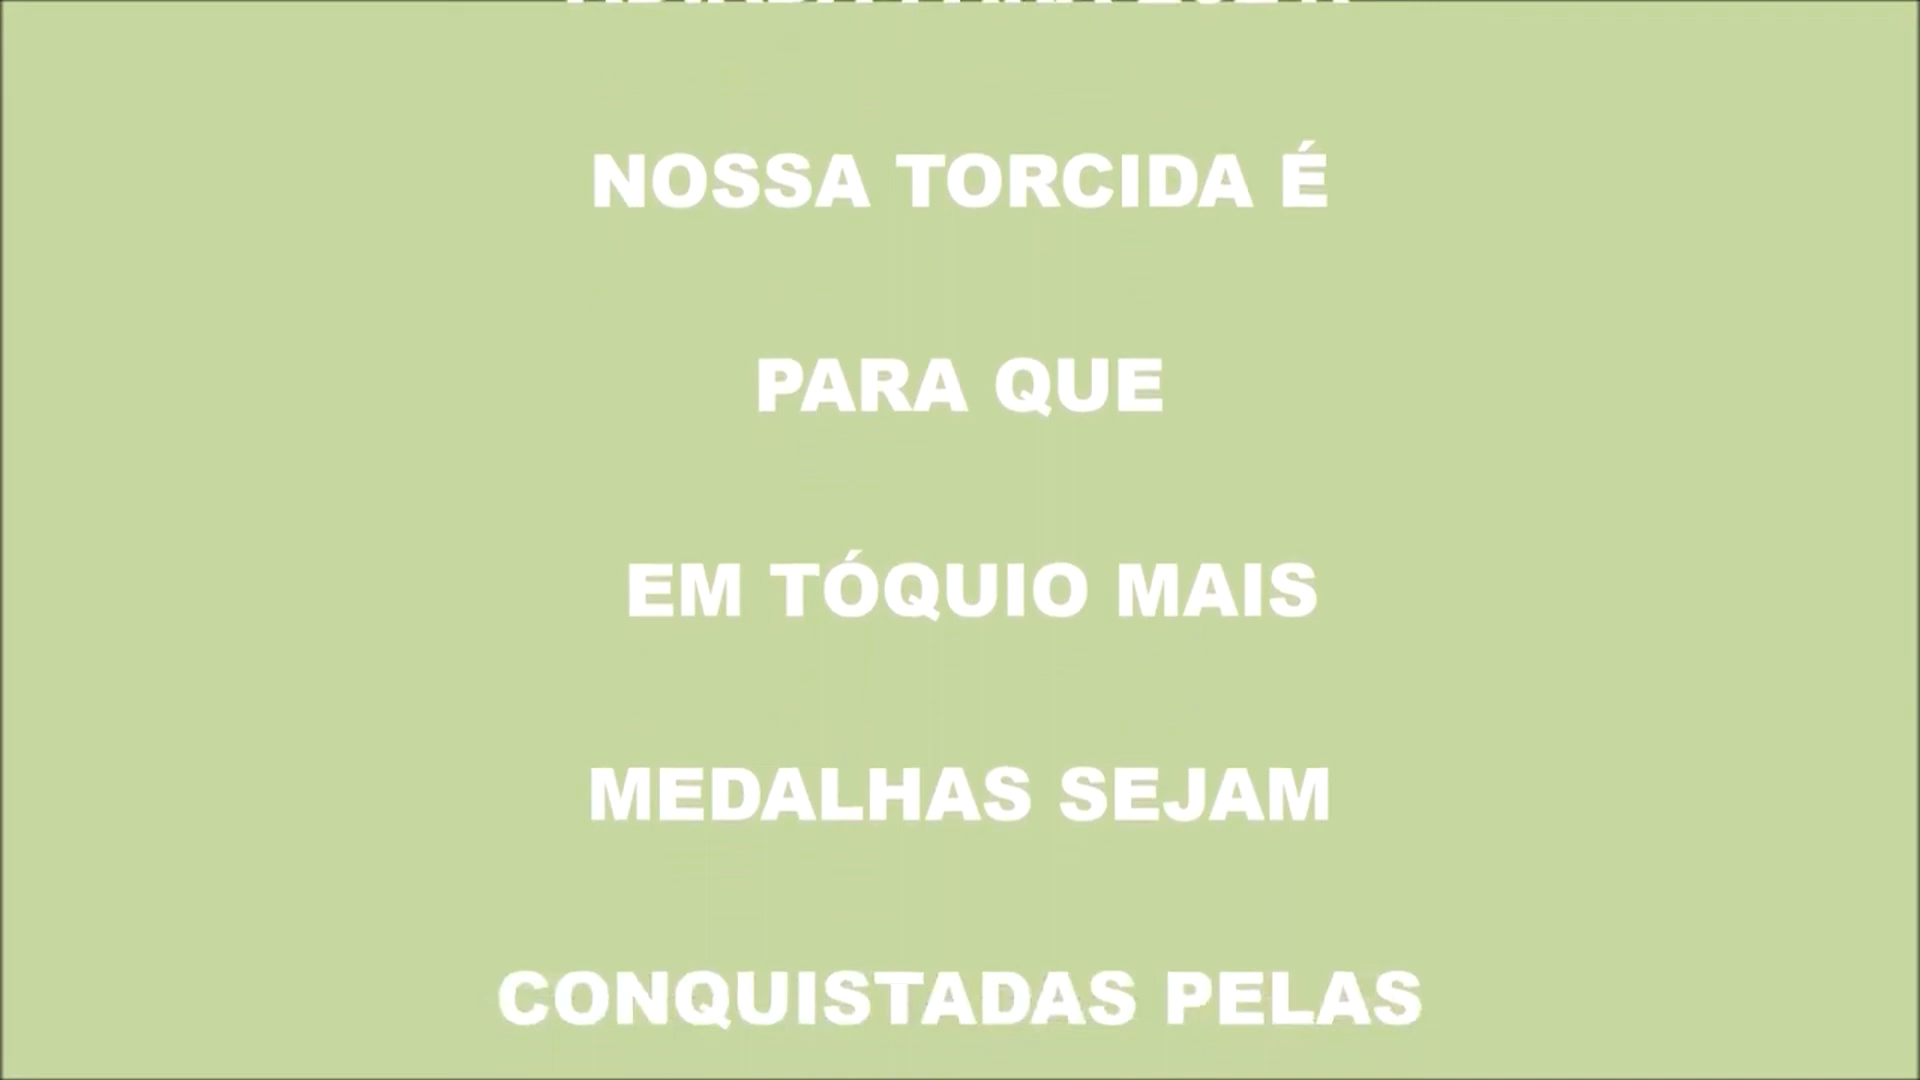 NOSSA TORCIDA É
PARA QUE
EM TÓQUIO MAIS
MEDALHAS SEJAM
CONQUISTADAS PELAS